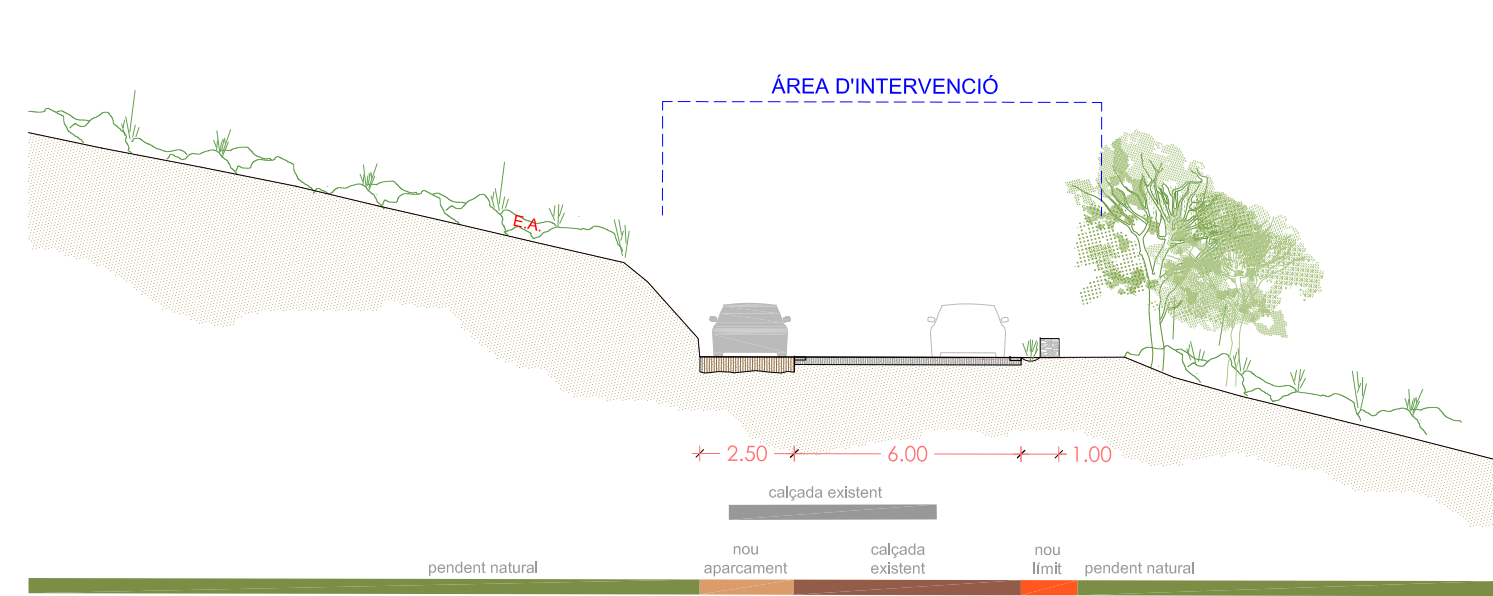 ÁREA D'INTERVENCIÓ
E.A.
2.50 6.00 1.00
calçada existent
pendent natural
nou
aparcament
calçada
existent
nou
límit
pendent natural